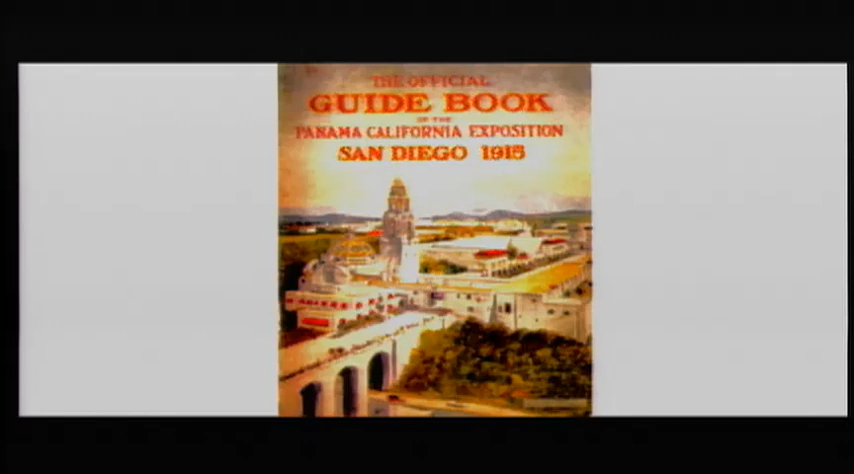 THE OFFICIAL
GUIDE BOOK
OF THE
PANAMA CALIFORNIA EXPOSITION
SAN DIEGO 1915